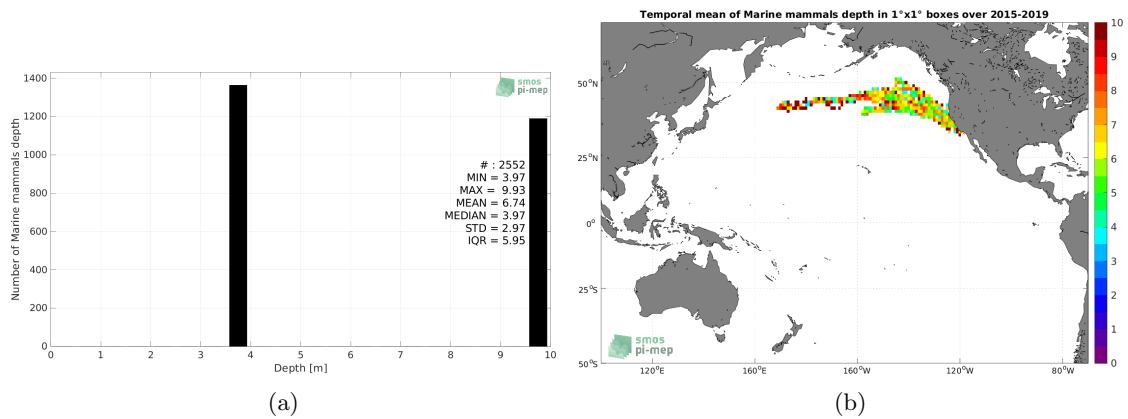 1400
1200
1000
800
600
400
200
0
Number of Marine mammals depth
0 1 2 3 4 5 6 7 8 9 10
Depth [m]
smos
pi-mep
# : 2552
MIN = 3.97
MAX = 9.93
MEAN = 6.74
MEDIAN = 3.97
STD = 2.97
IQR = 5.95
(a)
Temporal mean of Marine mammals depth in 1°x1° boxes over 2015-2019
50°N
25°N
0°
25°S
50°S
120°E 160°E 160°W 120°W 80°W
smos
pi-mep
10
9
8
7
6
5
4
3
2
1
0
(b)